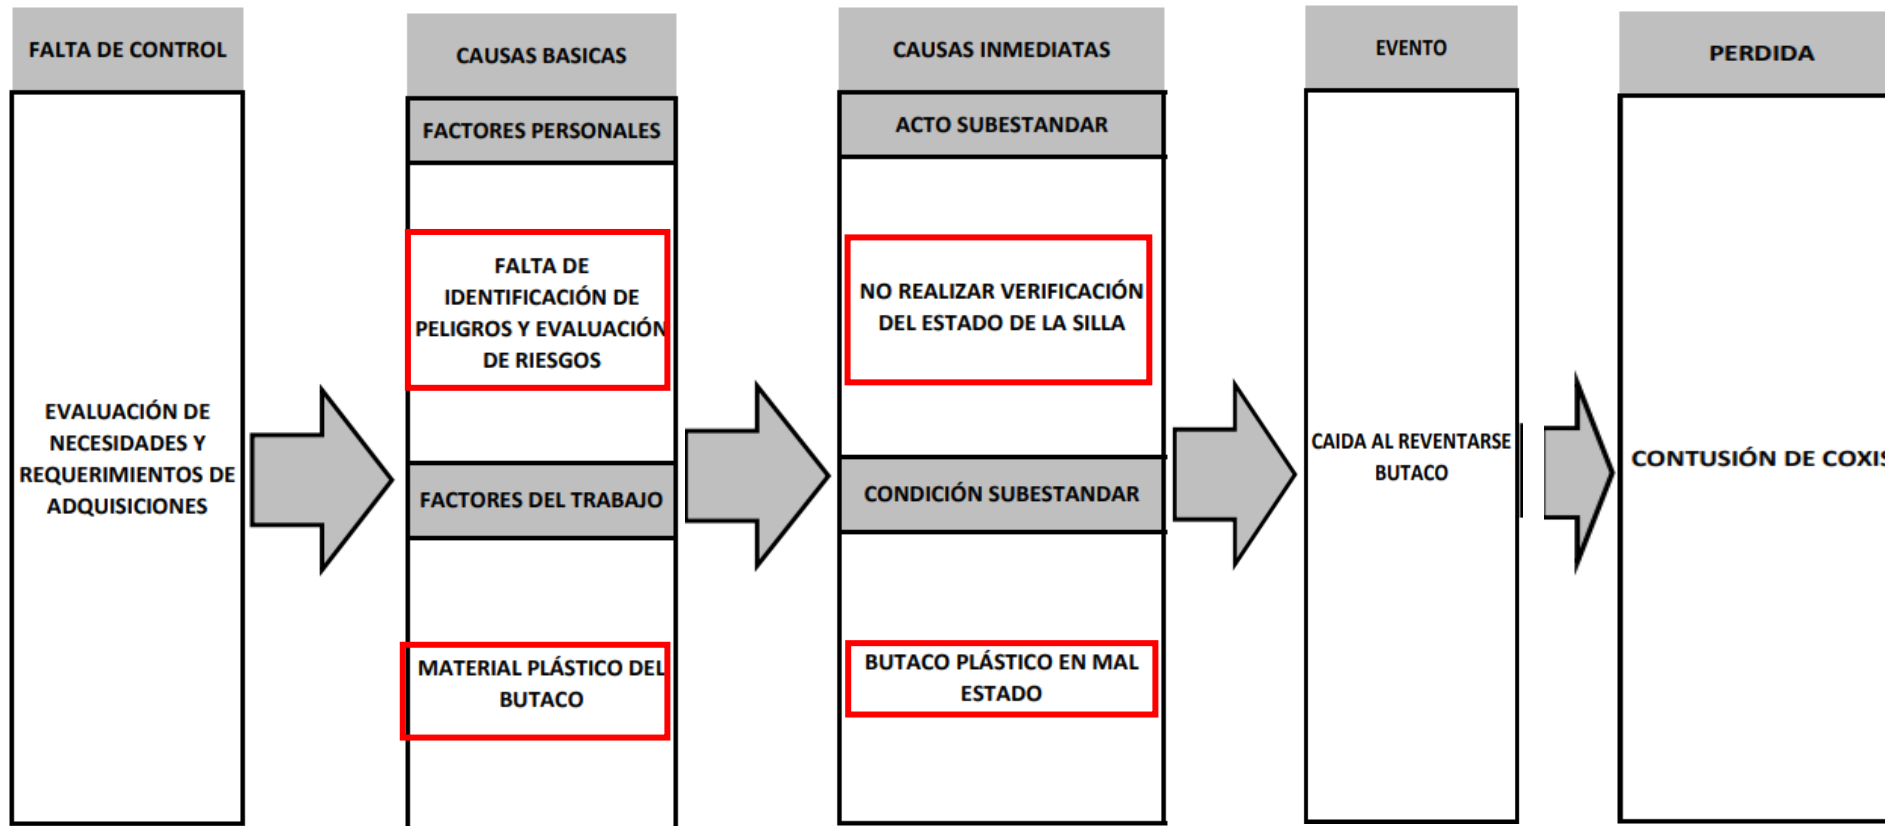 FALTA DE CONTROL
EVALUACIÓN DE
NECESIDADES Y
REQUERIMIENTOS DE
ADQUISICIONES
CAUSAS BASICAS
FACTORES PERSONALES
FALTA DE
IDENTIFICACIÓN DE
PELIGROS Y EVALUACIÓN
DE RIESGOS
FACTORES DEL TRABAJO
MATERIAL PLÁSTICO DEL
BUTACO
CAUSAS INMEDIATAS
ACTO SUBESTANDAR
NO REALIZAR VERIFICACIÓN
DEL ESTADO DE LA SILLA
CONDICIÓN SUBESTANDAR
BUTACO PLÁSTICO EN MAL
ESTADO
EVENTO
CAIDA AL REVENTARSE
BUTACO
PERDIDA
CONTUSIÓN DE COXIS